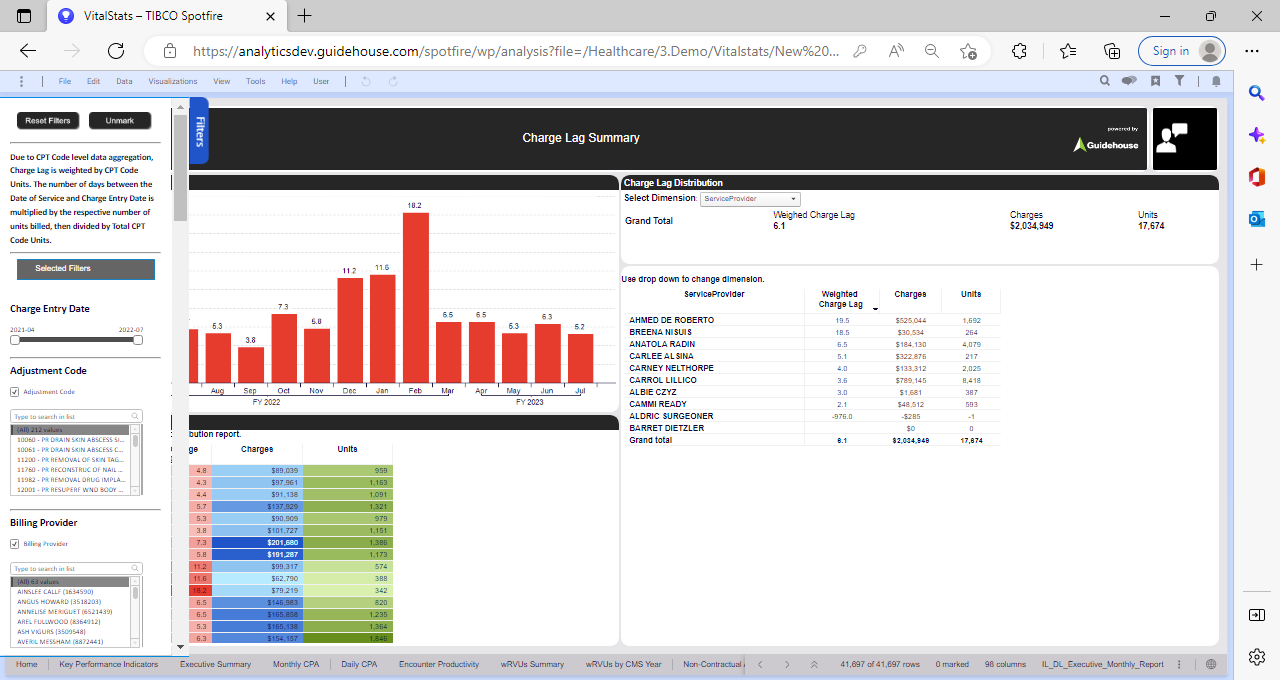 VitalStats – TIBCO Spotfire
https://analyticsdev.guidehouse.com/spotfire/wp/analysis?file=/Healthcare/3.Demo/Vitalstats/New%20...
Sign in
File Edit Data Visualizations View Tools Help User
Reset Filters Unmark
Due to CPT Code level data aggregation,
Charge Lag is weighted by CPT Code
Units. The number of days between the
Date of Service and Charge Entry Date is
multiplied by the respective number of
units billed, then divided by Total CPT
Code Units.
Selected Filters
Charge Entry Date
2021-04 2022-07
Adjustment Code
Adjustment Code
Type to search in list
(All) 212 values
10060 - PR DRAIN SKIN ABSCESS SI...
10061 - PR DRAIN SKIN ABSCESS C...
11200 - PR REMOVAL OF SKIN TAG...
11760 - PR RECONSTRUC OF NAIL ...
11982 - PR REMOVAL DRUG IMPLA...
12001 - PR RESUPERF WND BODY ...
Billing Provider
Billing Provider
Type to search in list
(All) 63 values
AINSLEE CALLF (1634590)
ANGUS HOWARD (3518203)
ANNELISE MERIGUET (6521439)
AREL FULLWOOD (8364912)
ASH VIGURS (3509548)
AVERIL MESSHAM (8872441)
Filters
Charge Lag Summary
powered by
Guidehouse
5.3 3.8 7.3 5.8 11.2 11.6 18.2 6.5 6.5 5.3 6.3 5.2
Aug Sep Oct Nov Dec Jan Feb Mar Apr May Jun Jul
FY 2022 FY 2023
bution report.
ge Charges Units
4.8 $89,039 959
4.3 $97,961 1,163
4.4 $91,138 1,091
5.7 $137,929 1,321
5.3 $90,909 979
3.8 $101,727 1,151
7.3 $201,680 1,386
5.8 $191,287 1,173
11.2 $99,317 574
11.6 $62,790 388
18.2 $79,219 342
6.5 $146,983 820
6.5 $165,858 1,235
5.3 $165,138 1,364
6.3 $154,157 1,846
Charge Lag Distribution
Select Dimension: ServiceProvider
Weighed Charge Lag Charges Units
Grand Total 6.1 $2,034,949 17,674
Use drop down to change dimension.
ServiceProvider Weighted Charge Lag Charges Units
AHMED DE ROBERTO 19.5 $525,044 1,692
BREENA NISUIS 18.5 $30,534 264
ANATOLA RADIN 6.5 $184,130 4,079
CARLEE ALSINA 5.1 $322,876 217
CARNEY NELTHORPE 4.0 $133,312 2,025
CARROL LILLICO 3.6 $789,145 8,418
ALBIE CZYZ 3.0 $1,681 387
CAMMI READY 2.1 $48,512 593
ALDRIC SURGEONER -976.0 -$285 -1
BARRET DIETZLER $0 0
Grand total 6.1 $2,034,949 17,674
Home Key Performance Indicators Executive Summary Monthly CPA Daily CPA Encounter Productivity wRVUs Summary wRVUs by CMS Year Non-Contractual 41,697 of 41,697 rows 0 marked 98 columns IL_DL_Executive_Monthly_Report